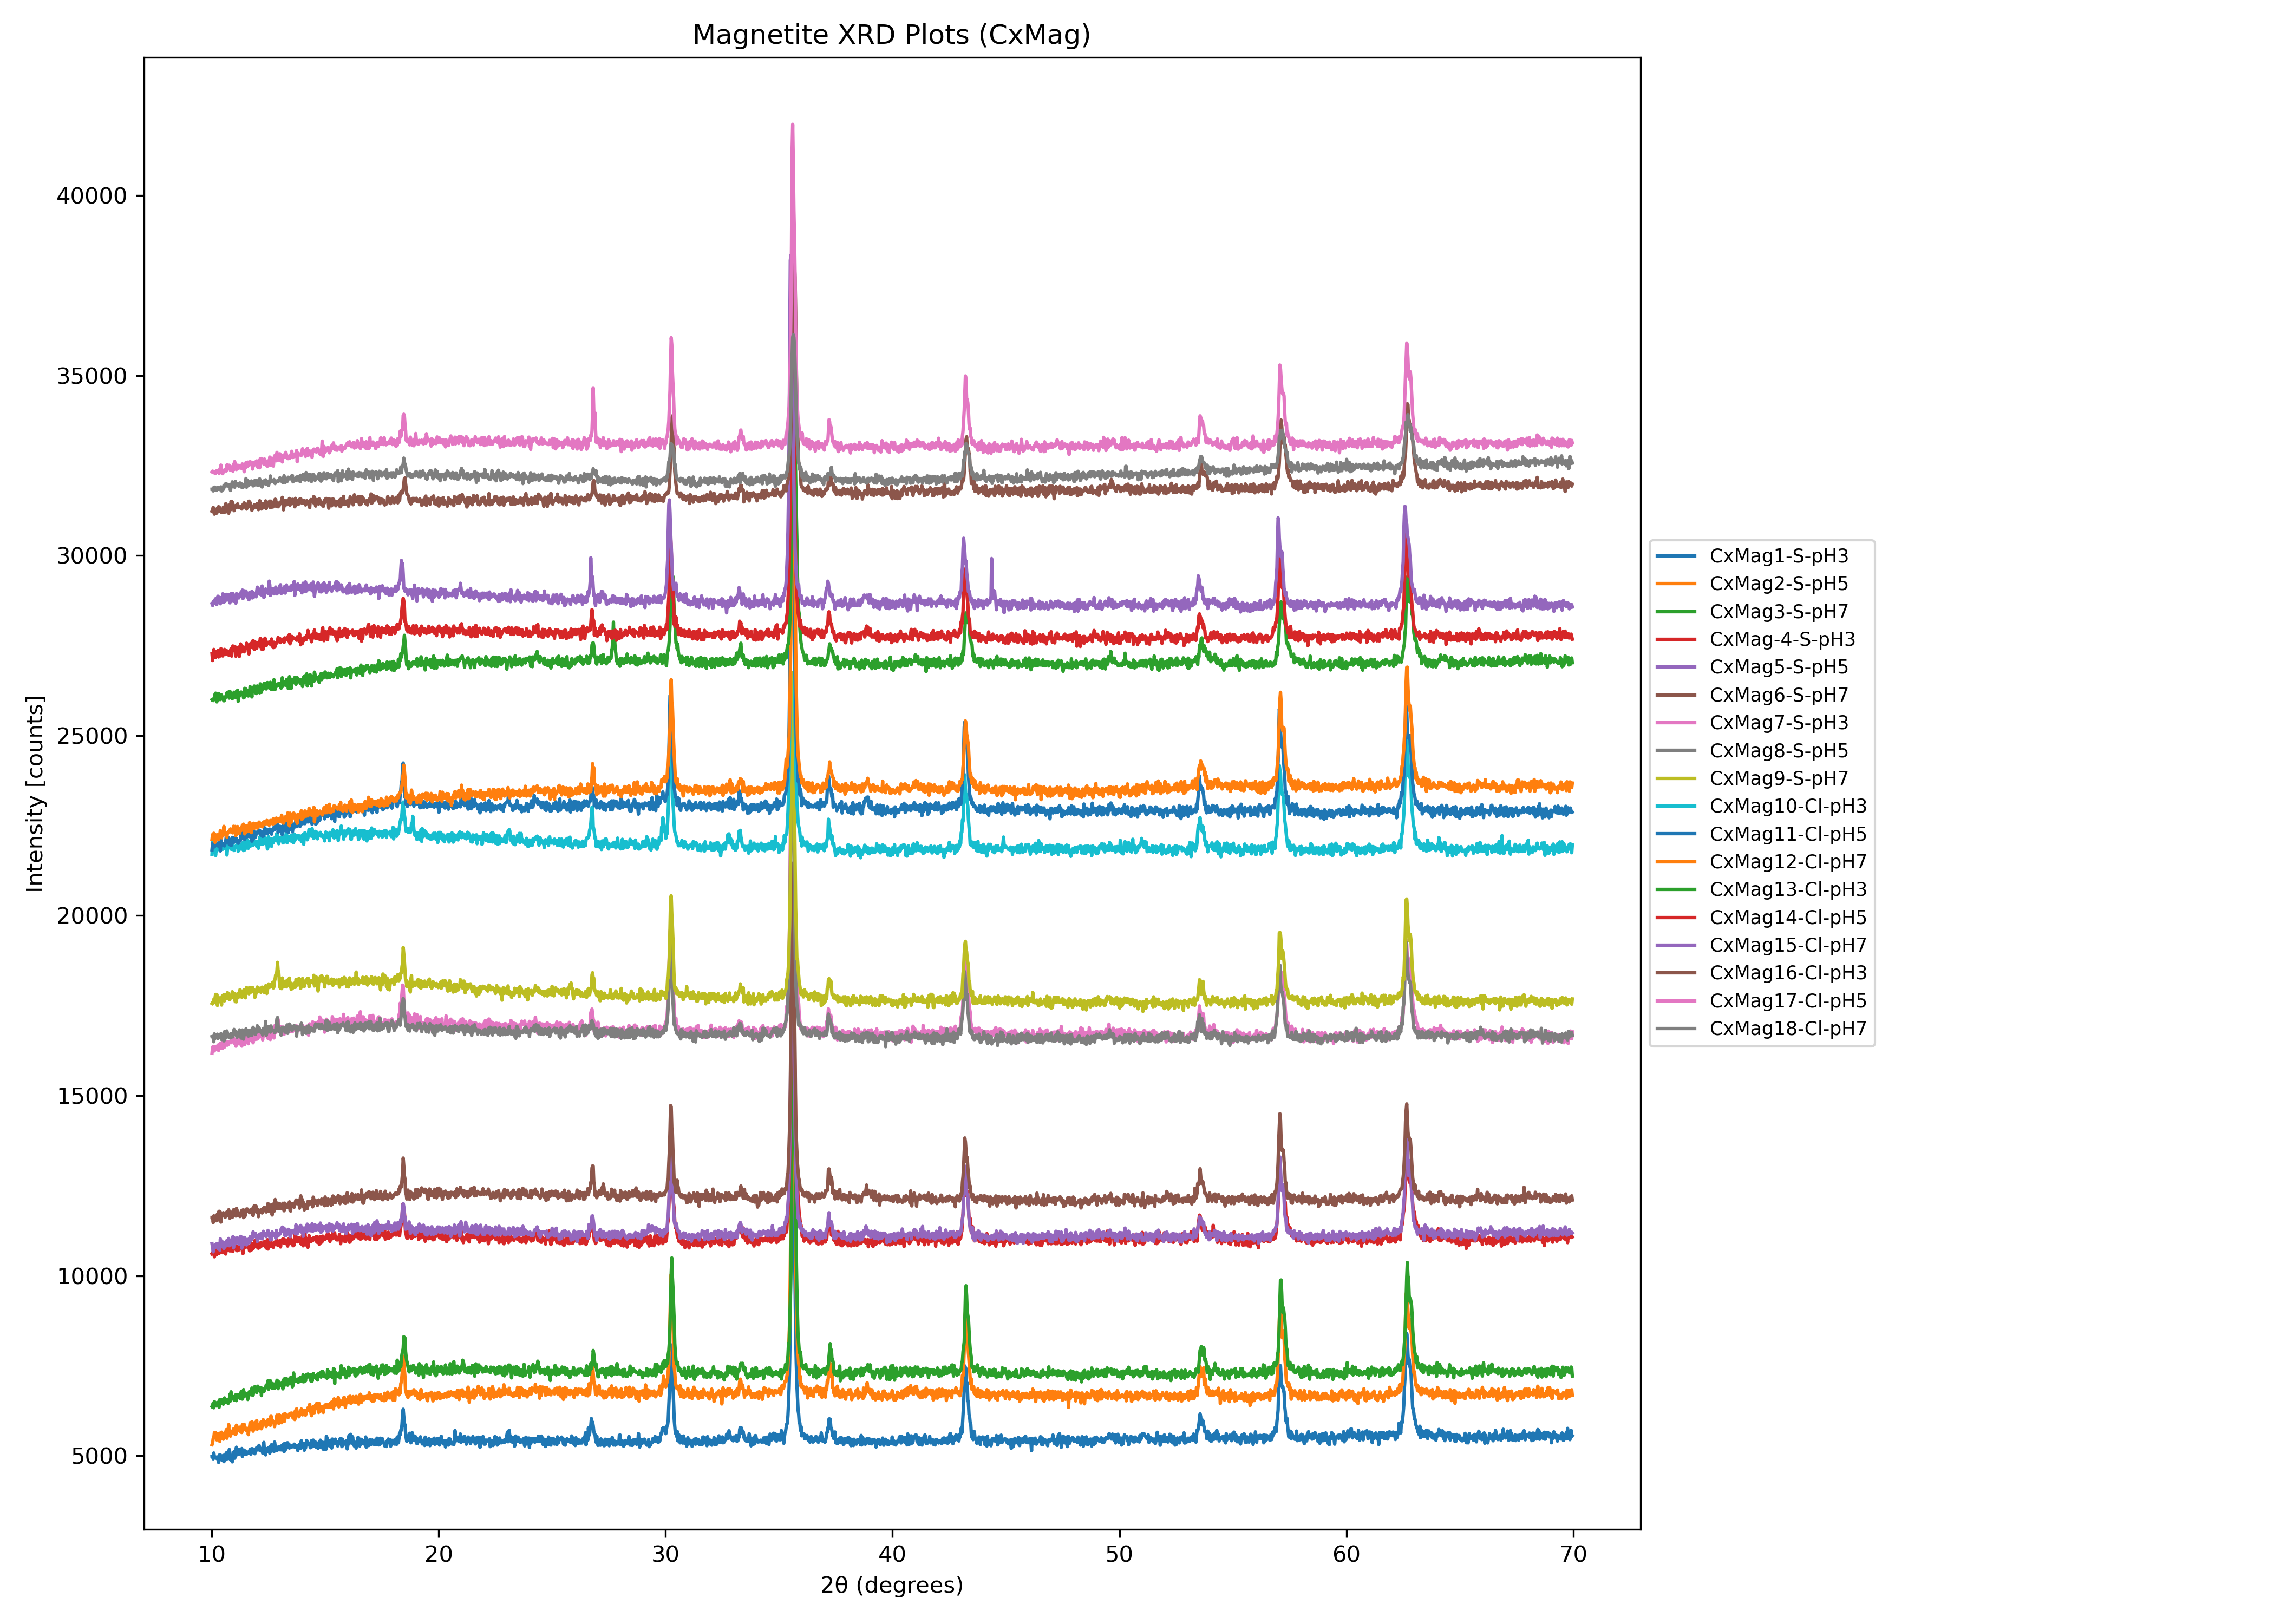 Magnetite XRD Plots (CxMag)
40000
35000
30000
25000
20000
15000
10000
5000
Intensity [counts]
10 20 30 40 50 60 70
2θ (degrees)
CxMag1-S-pH3
CxMag2-S-pH5
CxMag3-S-pH7
CxMag-4-S-pH3
CxMag5-S-pH5
CxMag6-S-pH7
CxMag7-S-pH3
CxMag8-S-pH5
CxMag9-S-pH7
CxMag10-Cl-pH3
CxMag11-Cl-pH5
CxMag12-Cl-pH7
CxMag13-Cl-pH3
CxMag14-Cl-pH5
CxMag15-Cl-pH7
CxMag16-Cl-pH3
CxMag17-Cl-pH5
CxMag18-Cl-pH7